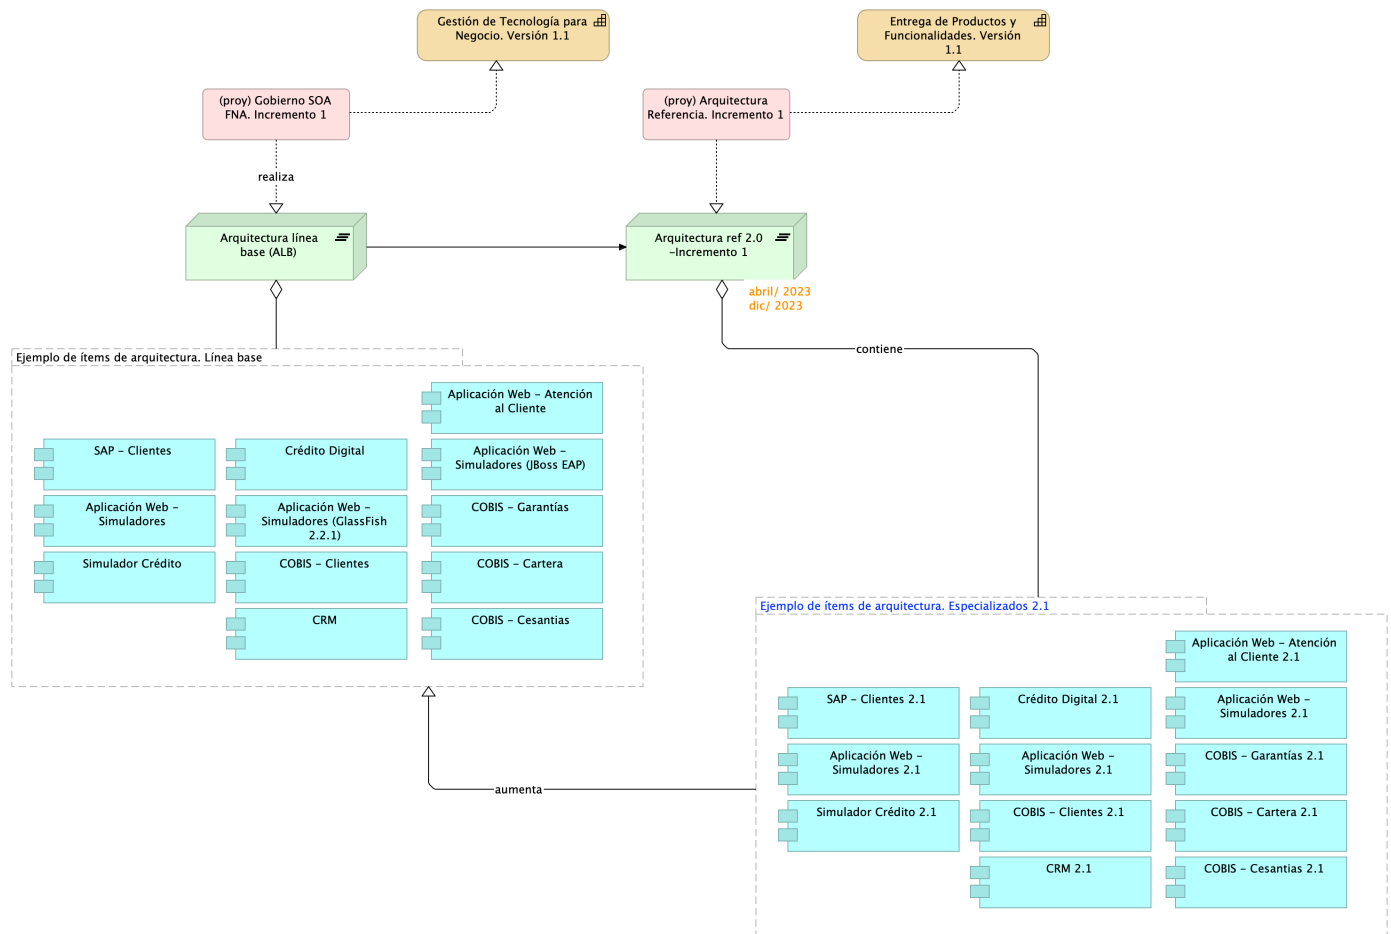 Gestión de Tecnología para
Negocio. Versión 1.1
Entrega de Productos y
Funcionalidades. Versión
1.1
(proy) Gobierno SOA
FNA. Incremento 1
(proy) Arquitectura
Referencia. Incremento 1
realiza
Arquitectura línea
base (ALB)
Arquitectura ref 2.0
-Incremento 1
abril/ 2023
dic/ 2023
contiene
Ejemplo de ítems de arquitectura. Línea base
Aplicación Web - Atención
al Cliente
SAP - Clientes
Crédito Digital
Aplicación Web -
Simuladores (JBoss EAP)
Aplicación Web -
Simuladores
Aplicación Web -
Simuladores (GlassFish
2.2.1)
COBIS - Garantías
Simulador Crédito
COBIS - Clientes
COBIS - Cartera
CRM
COBIS - Cesantias
Ejemplo de ítems de arquitectura. Especializados 2.1
Aplicación Web - Atención
al Cliente 2.1
SAP - Clientes 2.1
Crédito Digital 2.1
Aplicación Web -
Simuladores 2.1
Aplicación Web -
Simuladores 2.1
Aplicación Web -
Simuladores 2.1
COBIS - Garantías 2.1
Simulador Crédito 2.1
COBIS - Clientes 2.1
COBIS - Cartera 2.1
CRM 2.1
COBIS - Cesantias 2.1
aumenta